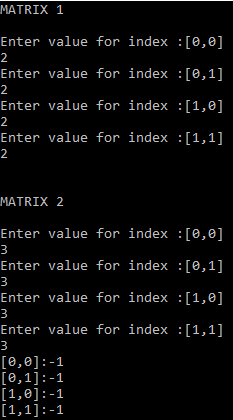 MATRIX 1
Enter value for index :[0,0]
2
Enter value for index :[0,1]
2
Enter value for index :[1,0]
2
Enter value for index :[1,1]
2
MATRIX 2
Enter value for index :[0,0]
3
Enter value for index :[0,1]
3
Enter value for index :[1,0]
3
Enter value for index :[1,1]
3
[0,0]:-1
[0,1]:-1
[1,0]:-1
[1,1]:-1